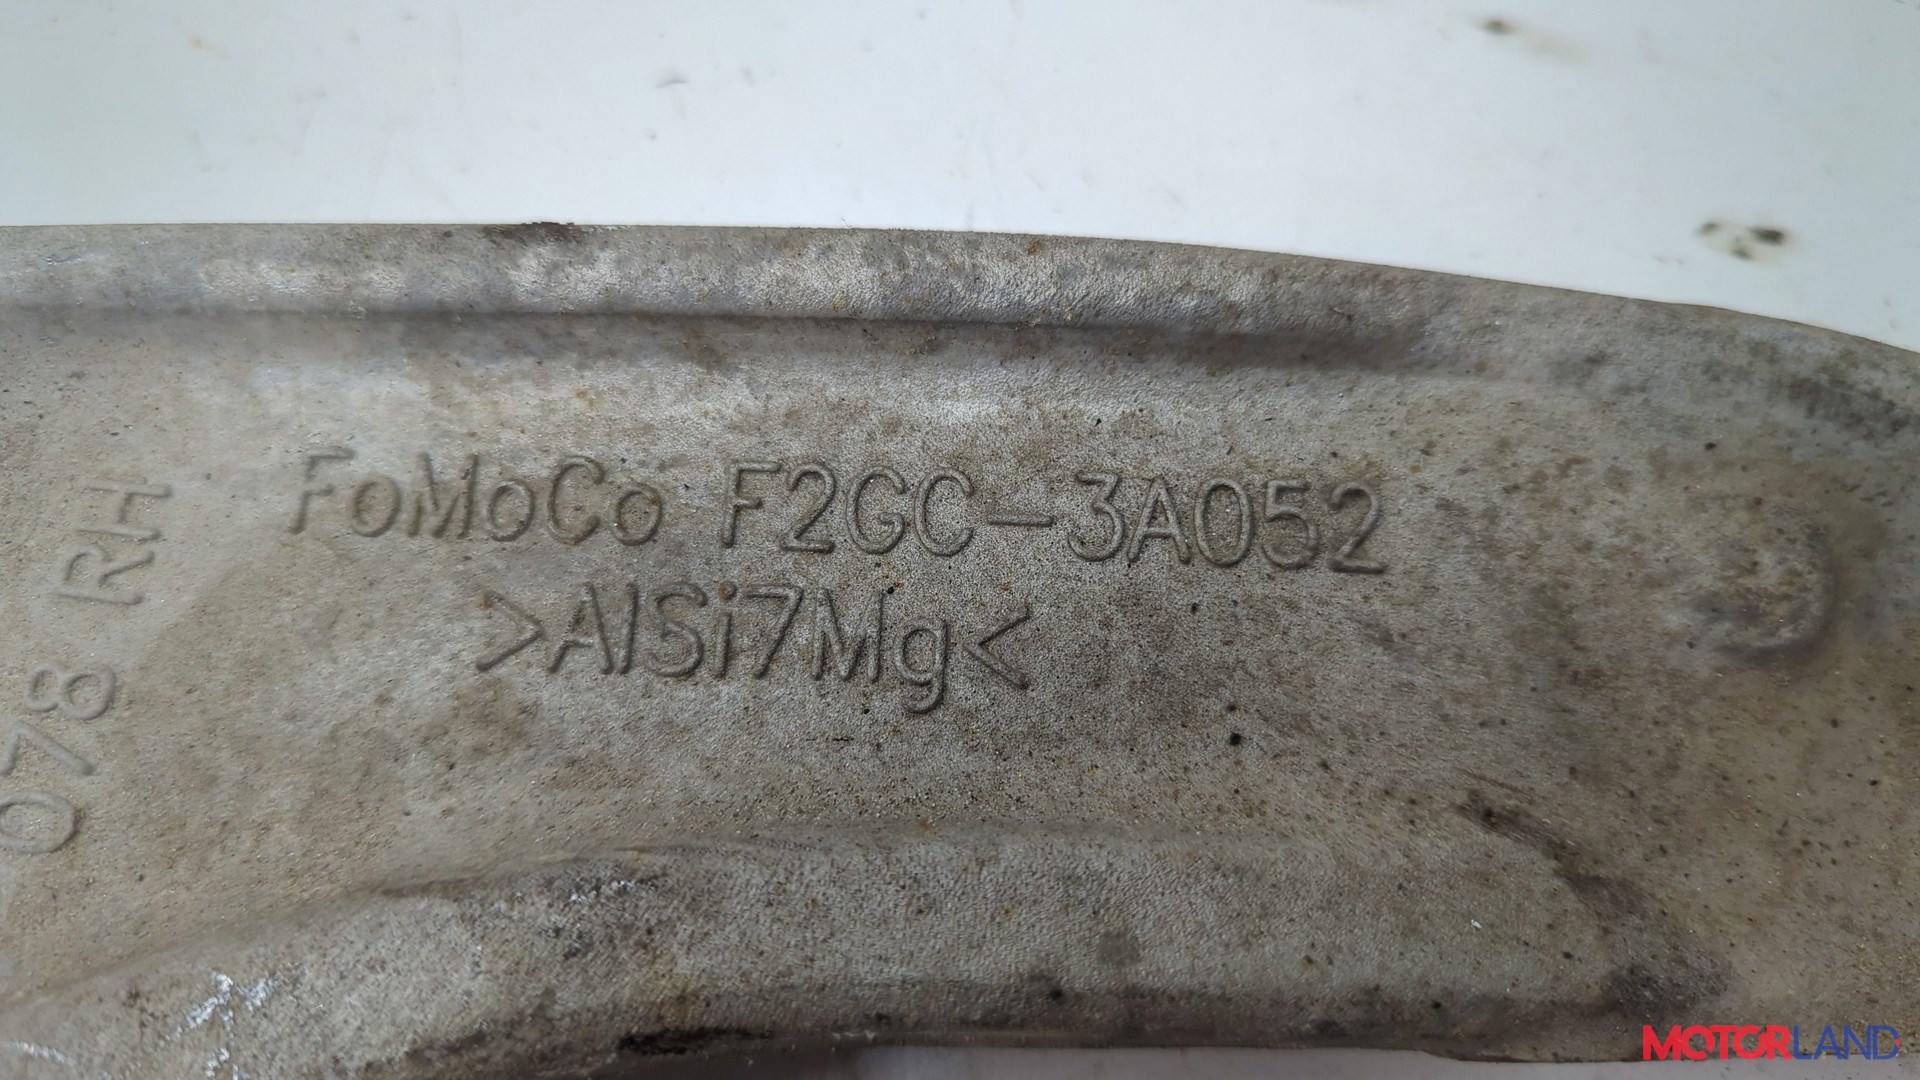 FoMoCo F2GC-3A052
>AlSi7Mg<
078 RH
MOTORLAND